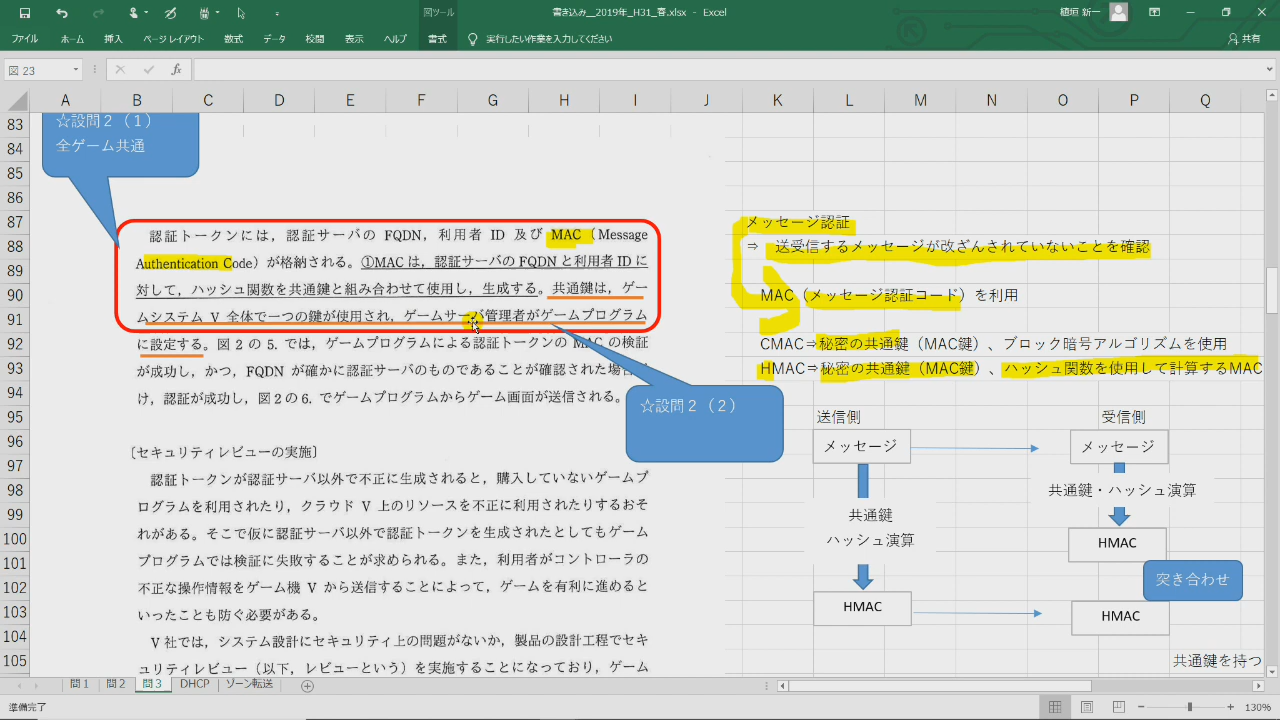 図ツール
書き込み__2019年_H31_春.xlsx - Excel
植垣 新一
ファイル ホーム 挿入 ページ レイアウト 数式 データ 校閲 表示 ヘルプ 書式 実行したい作業を入力してください 共有
図 23
fx
A B C D E F G H I J K L M N O P Q
83
84
85
86
87
88
89
90
91
92
93
94
95
96
97
98
99
100
101
102
103
104
105
☆設問2（1）
全ゲーム共通
認証トークンには，認証サーバの FQDN，利用者 ID 及び MAC（Message
Authentication Code）が格納される。①MAC は，認証サーバの FQDN と利用者 ID に
対して，ハッシュ関数を共通鍵と組み合わせて使用し，生成する。共通鍵は，ゲー
ムシステム V 全体で一つの鍵が使用され，ゲームサーバ管理者がゲームプログラム
に設定する。図 2 の 5. では，ゲームプログラムによる認証トークンの MAC の検証
が成功し，かつ，FQDN が確かに認証サーバのものであることが確認された場合
け，認証が成功し，図2の6. でゲームプログラムからゲーム画面が送信される。
☆設問2（2）
〔セキュリティレビューの実施〕
認証トークンが認証サーバ以外で不正に生成されると，購入していないゲームプ
ログラムを利用されたり，クラウド V 上のリソースを不正に利用されたりするおそ
れがある。そこで仮に認証サーバ以外で認証トークンを生成されたとしてもゲーム
プログラムでは検証に失敗することが求められる。また，利用者がコントローラの
不正な操作情報をゲーム機 V から送信することによって，ゲームを有利に進めると
いったことも防ぐ必要がある。
V 社では，システム設計にセキュリティ上の問題がないか，製品の設計工程でセキ
ュリティレビュー（以下，レビューという）を実施することになっており，ゲーム
メッセージ認証
⇒ 送受信するメッセージが改ざんされていないことを確認
MAC（メッセージ認証コード）を利用
CMAC⇒秘密の共通鍵（MAC鍵）、ブロック暗号アルゴリズムを使用
HMAC⇒秘密の共通鍵（MAC鍵）、ハッシュ関数を使用して計算するMAC
送信側 受信側
メッセージ メッセージ
共通鍵・ハッシュ演算
共通鍵
ハッシュ演算
HMAC
突き合わせ
HMAC HMAC
共通鍵を持つ
問1 問2 問3 DHCP ゾーン転送
準備完了 130%